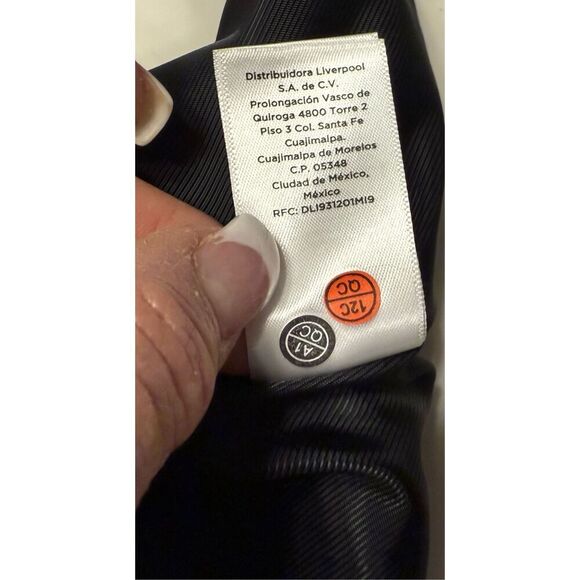 Distribuidora Liverpool
S.A. de C.V.
Prolongación Vasco de
Quiroga 4800 Torre 2
Piso 3 Col. Santa Fe
Cuajimalpa.
Cuajimalpa de Morelos
C.P. 05348
Ciudad de México,
México
RFC: DLI931201MI9
12C
QC
A1
QC